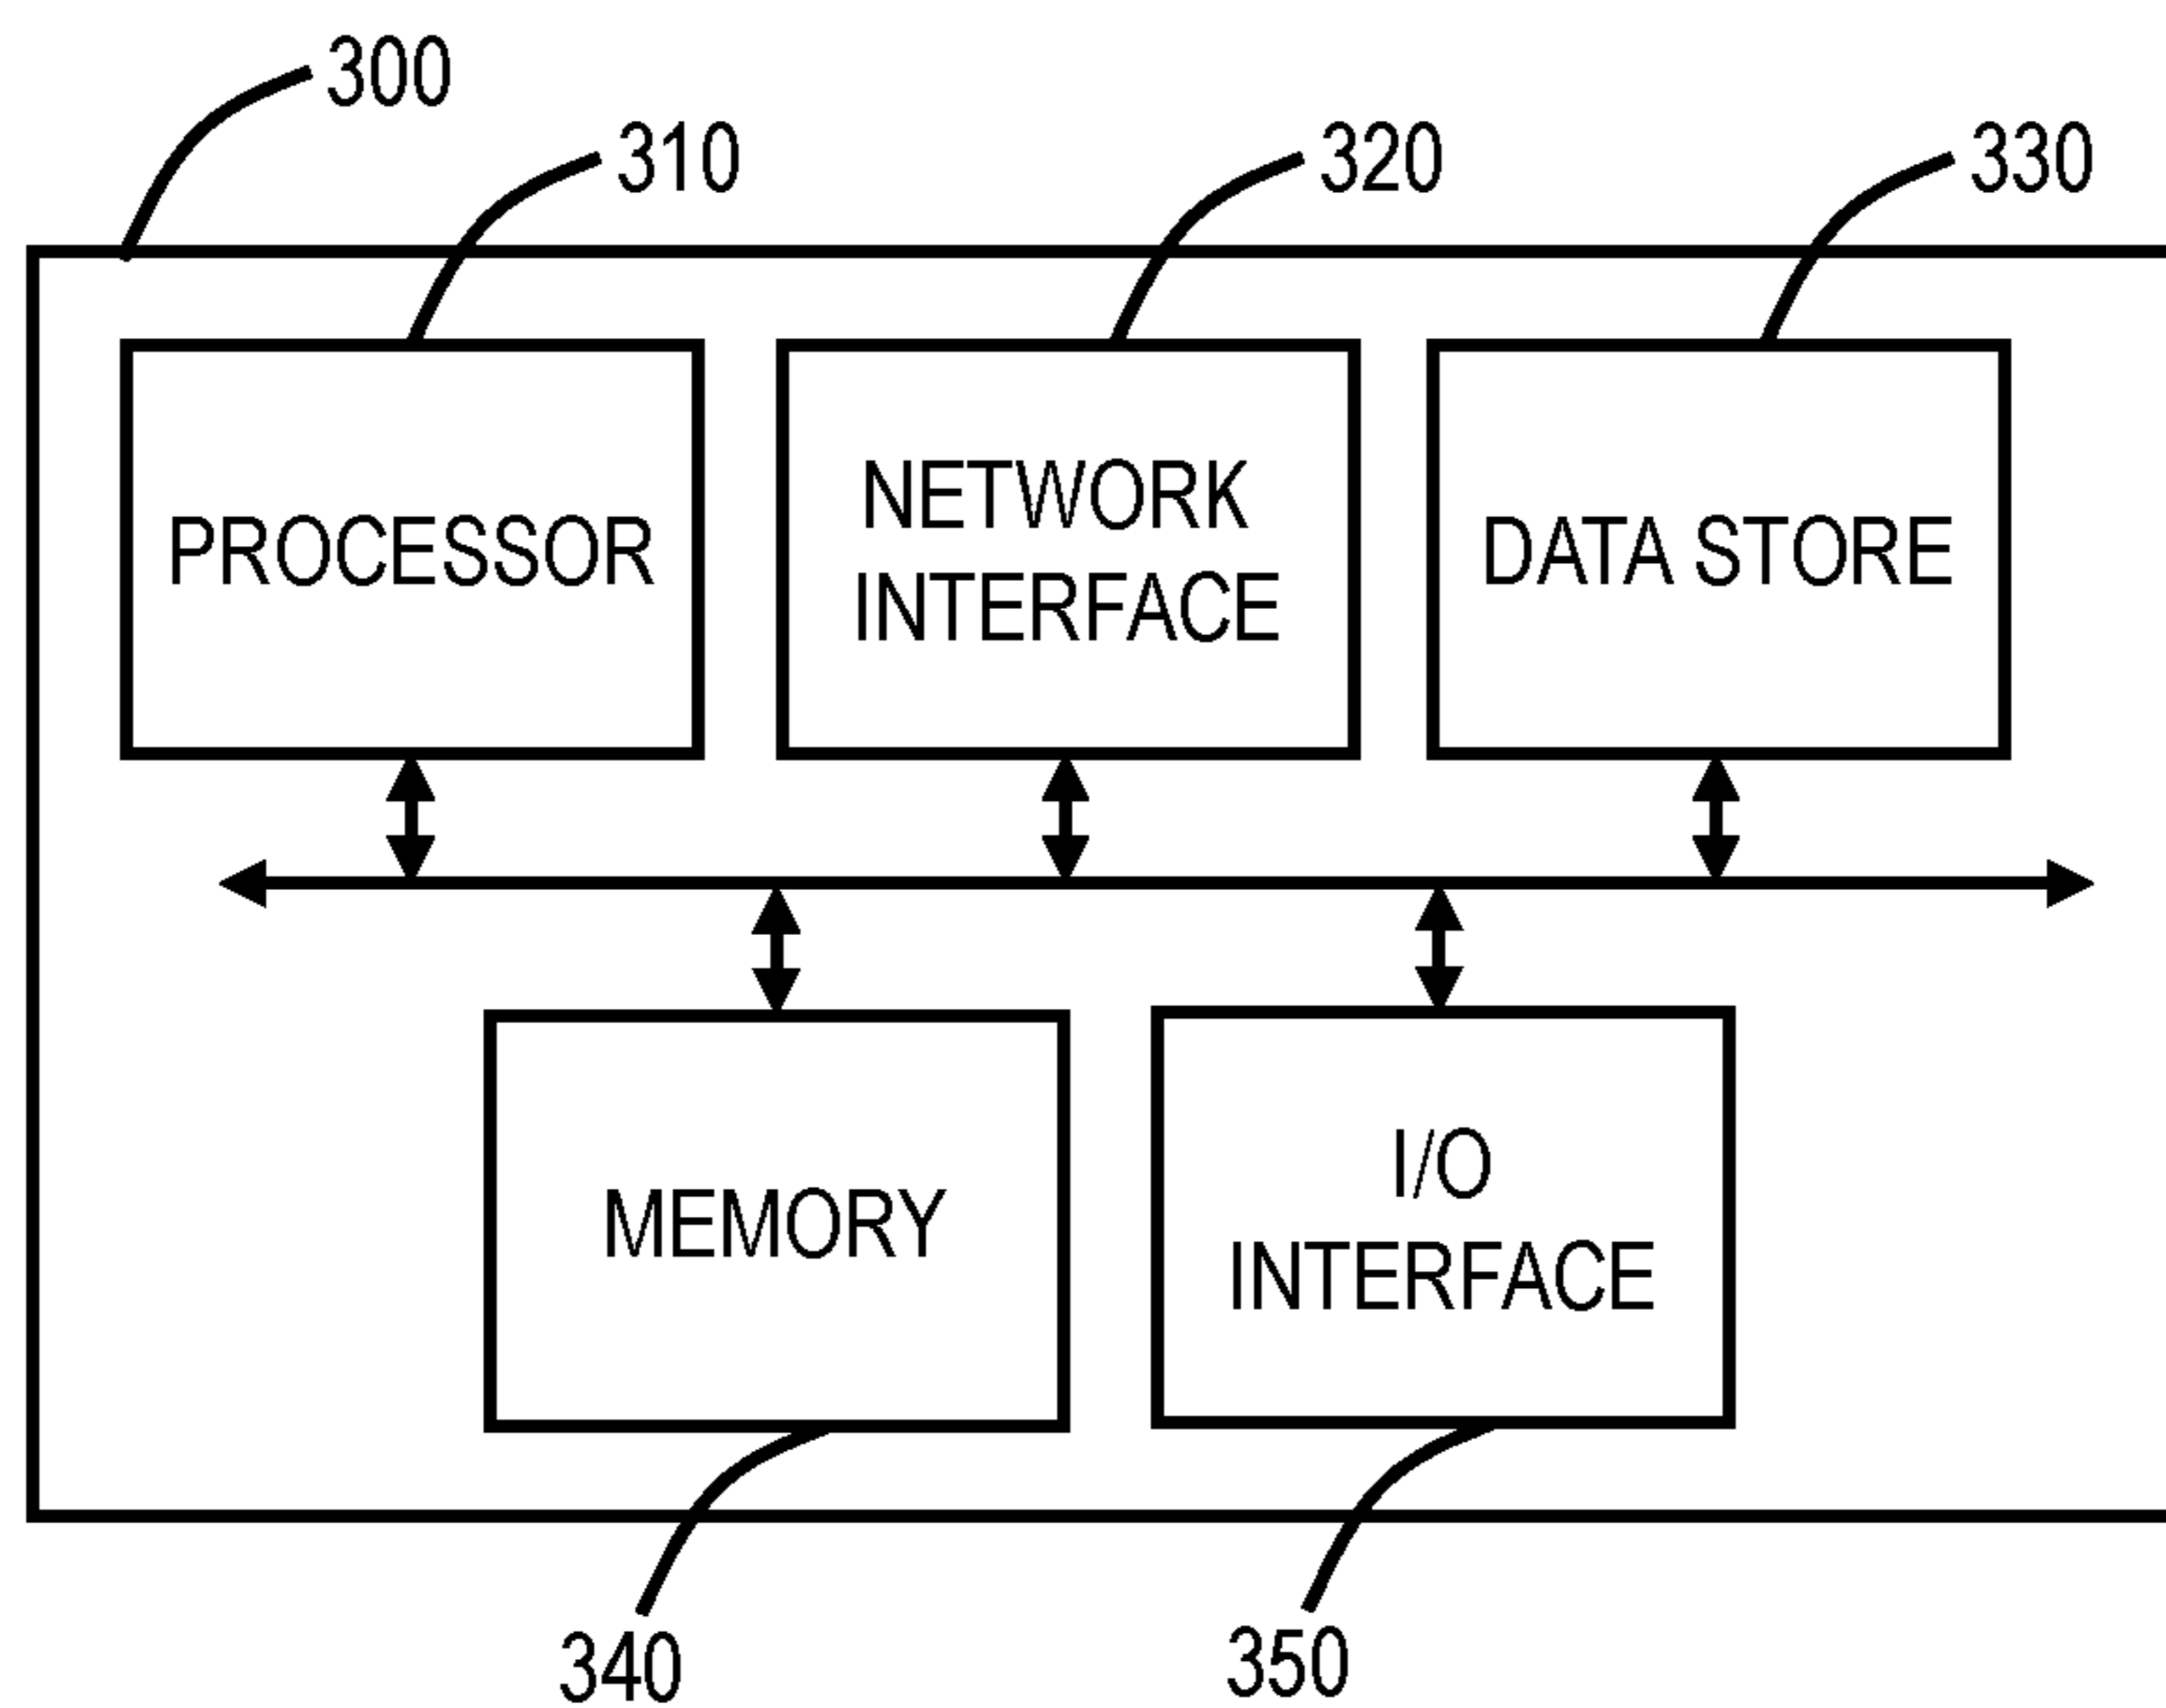 300
310
320
330
PROCESSOR
NETWORK
INTERFACE
DATA STORE
MEMORY
I/O
INTERFACE
340
350